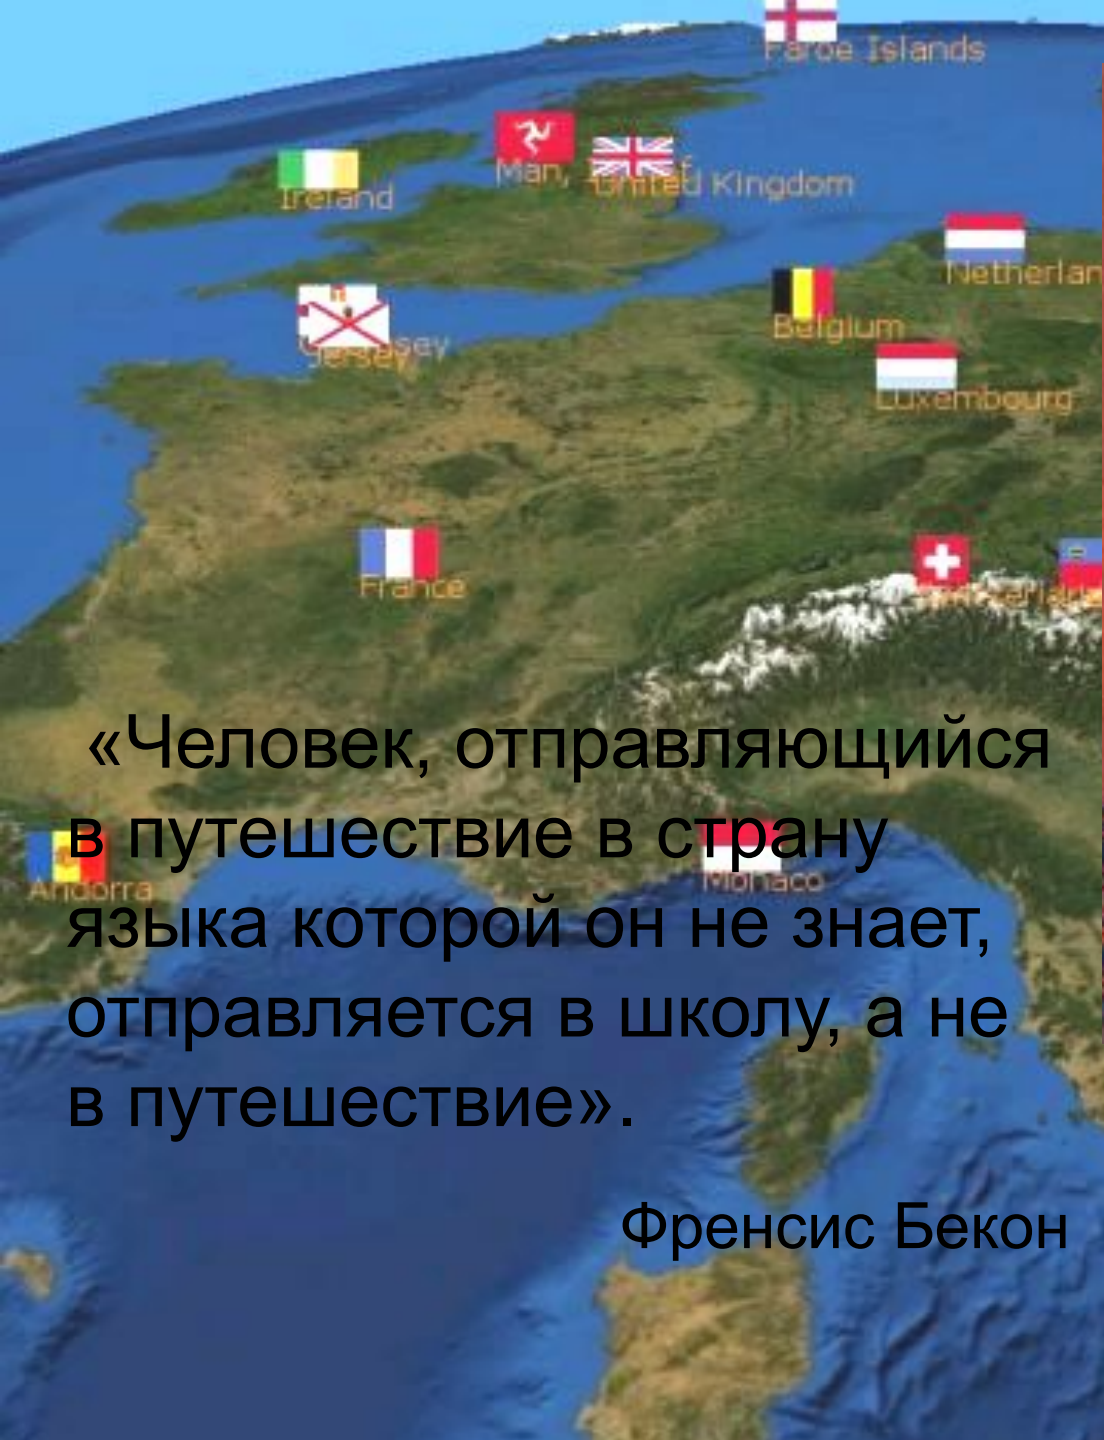 Faroe Islands
Man,
United Kingdom
Ireland
Netherlan
Belgium
Jersey
Luxembourg
France
«Человек, отправляющийся
в путешествие в страну
Monaco
Andorra
языка которой он не знает,
отправляется в школу, а не
в путешествие».
Френсис Бекон